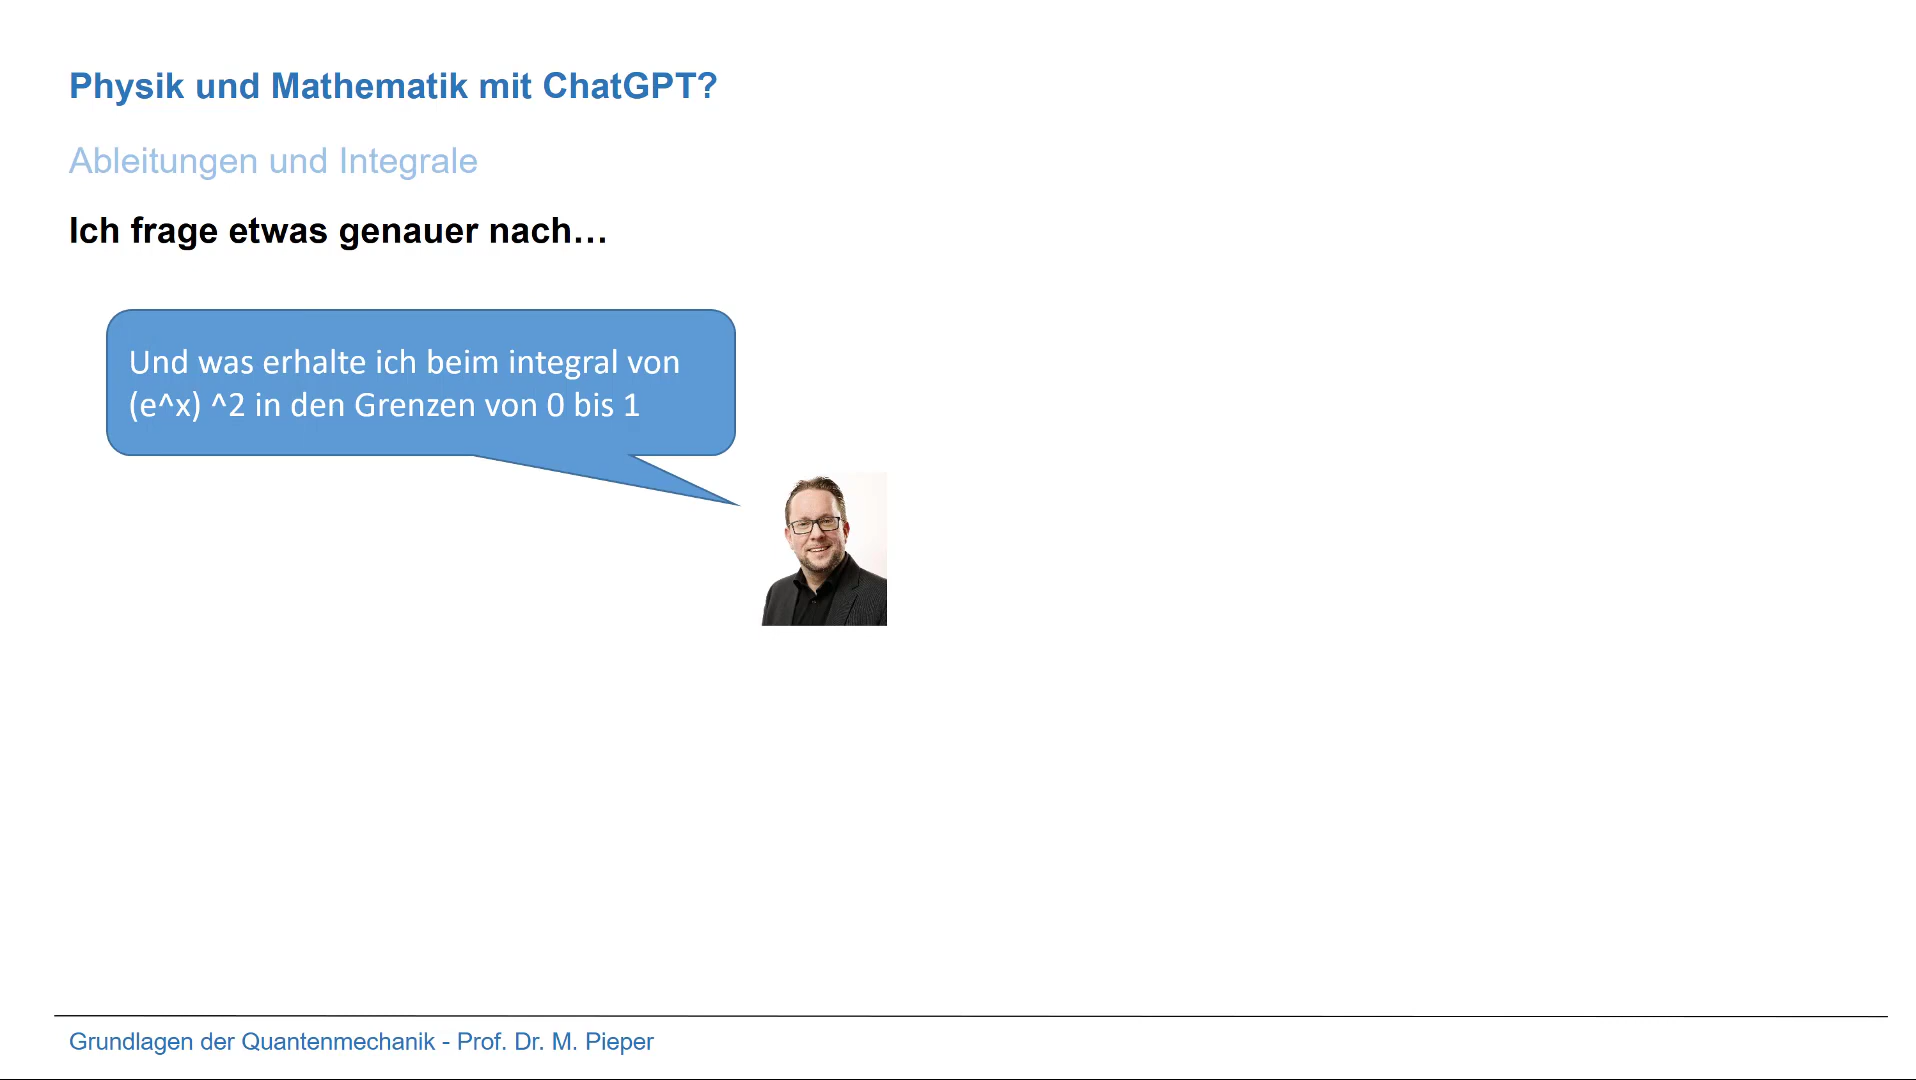 Physik und Mathematik mit ChatGPT?
Ableitungen und Integrale
Ich frage etwas genauer nach…
Und was erhalte ich beim integral von
(e^x) ^2 in den Grenzen von 0 bis 1
Grundlagen der Quantenmechanik - Prof. Dr. M. Pieper